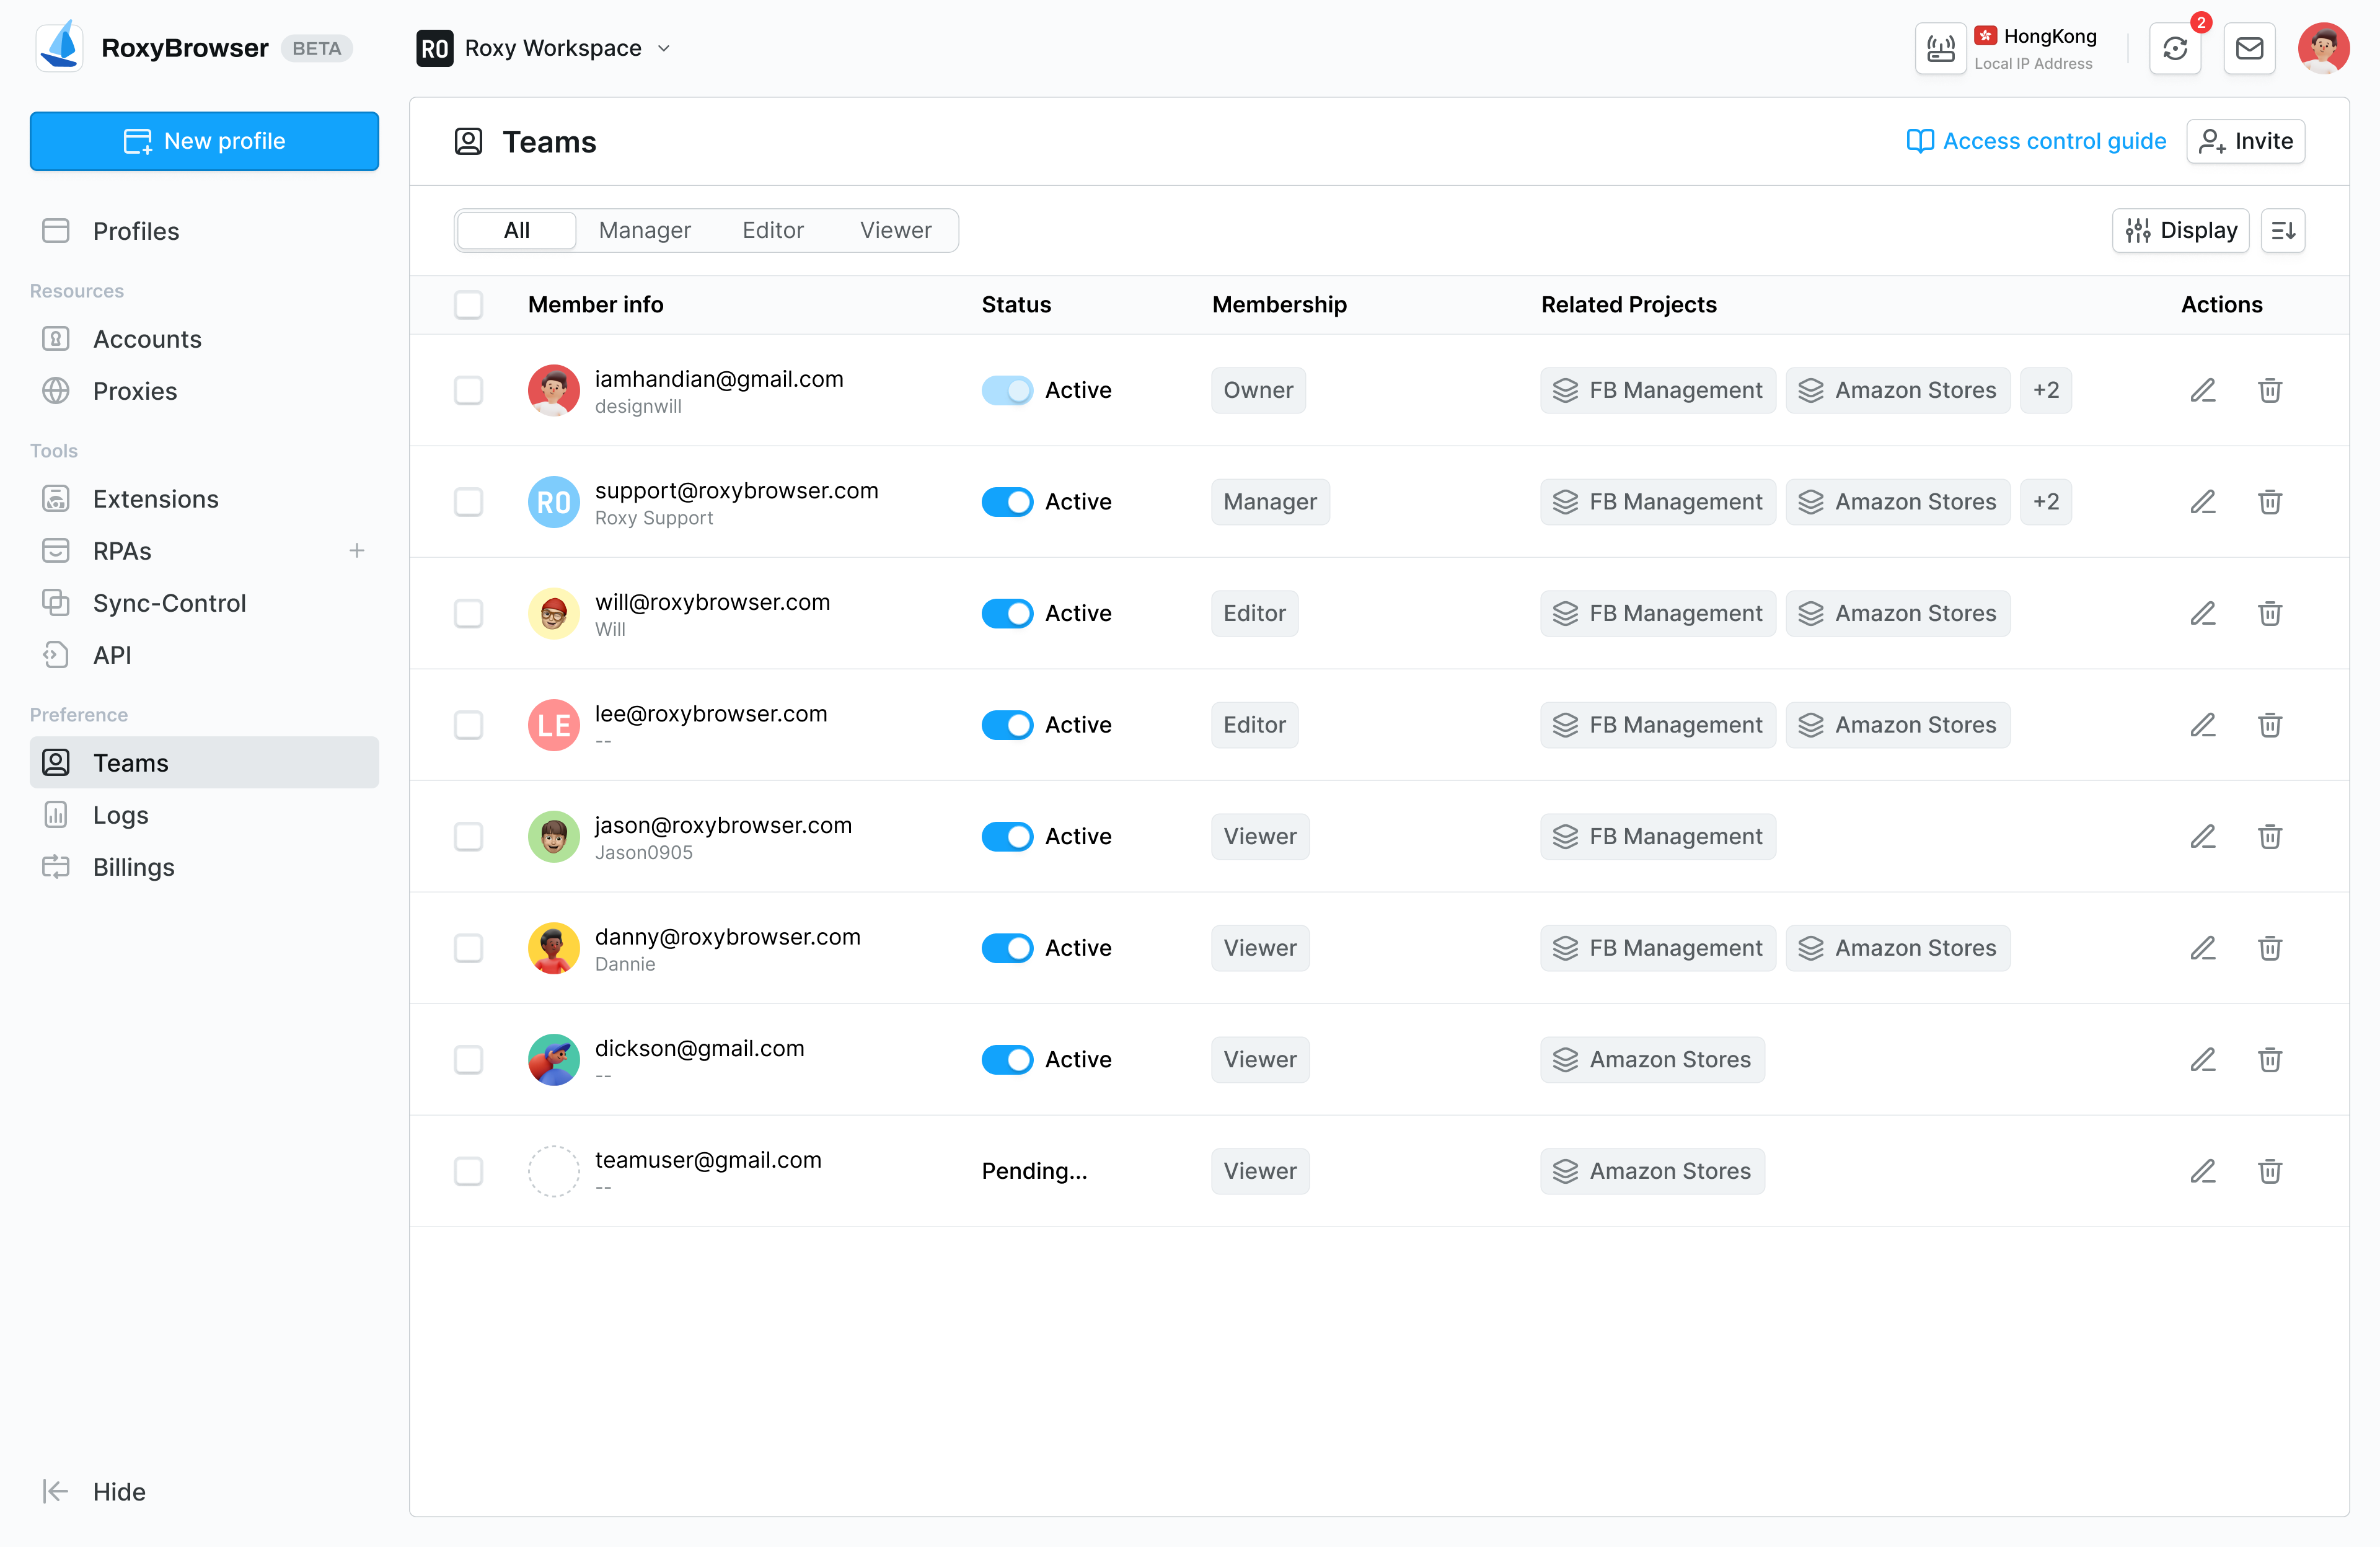 RoxyBrowser BETA
RO Roxy Workspace
HongKong
Local IP Address
2
New profile
Profiles
Resources
Accounts
Proxies
Tools
Extensions
RPAs
Sync-Control
API
Preference
Teams
Logs
Billings
Hide
Teams
Access control guide
Invite
All Manager Editor Viewer
Display
Member info Status Membership Related Projects Actions
iamhandian@gmail.com
designwill
Active Owner FB Management Amazon Stores +2
RO
support@roxybrowser.com
Roxy Support
Active Manager FB Management Amazon Stores +2
will@roxybrowser.com
Will
Active Editor FB Management Amazon Stores
LE
lee@roxybrowser.com
--
Active Editor FB Management Amazon Stores
jason@roxybrowser.com
Jason0905
Active Viewer FB Management
danny@roxybrowser.com
Dannie
Active Viewer FB Management Amazon Stores
dickson@gmail.com
--
Active Viewer Amazon Stores
teamuser@gmail.com
--
Pending... Viewer Amazon Stores